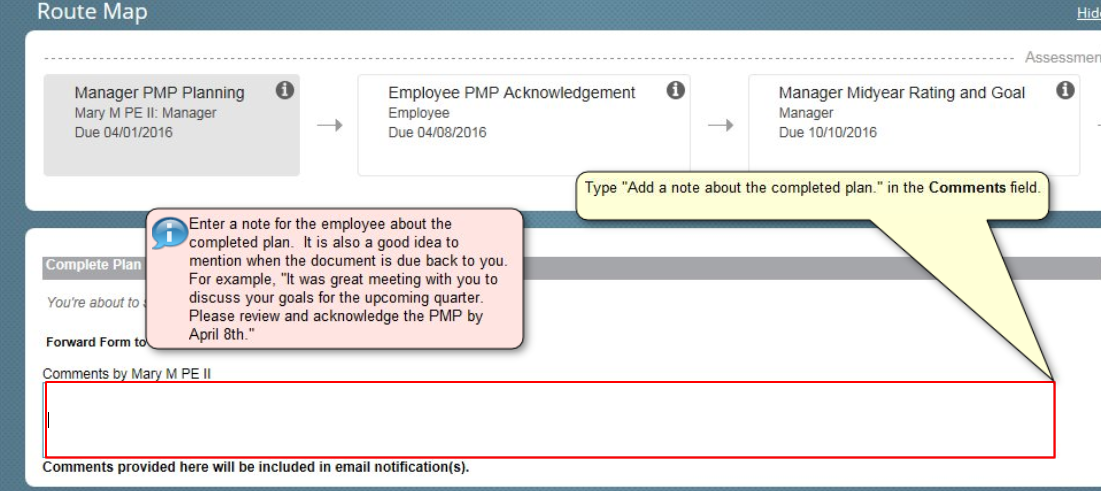 Route Map
Assessmen
Manager PMP Planning
Mary M PE II: Manager
Due 04/01/2016
Employee PMP Acknowledgement
Employee
Due 04/08/2016
Manager Midyear Rating and Goal
Manager
Due 10/10/2016
Type "Add a note about the completed plan." in the Comments field.
Enter a note for the employee about the
completed plan. It is also a good idea to
mention when the document is due back to you.
For example, "It was great meeting with you to
discuss your goals for the upcoming quarter.
Please review and acknowledge the PMP by
April 8th."
Complete Plan
You're about to
Forward Form to
Comments by Mary M PE II
Comments provided here will be included in email notification(s).